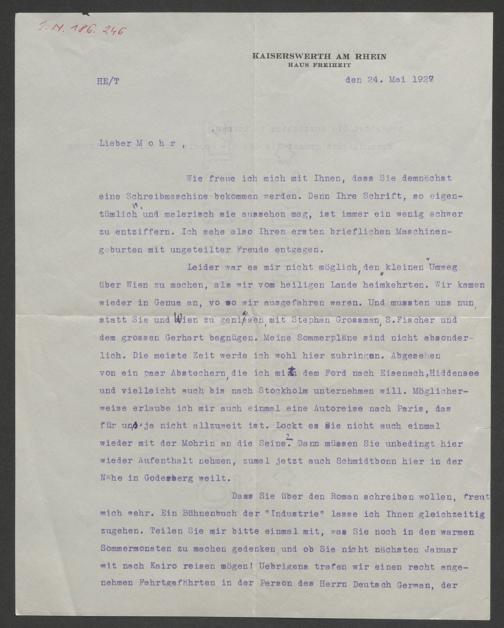 I.N. 186.246
KAISERSWERTH AM RHEIN
HAUS FREIHEIT
HE/T
den 24. Mai 1927
Lieber M o h r ,
Wie freue ich mich mit Ihnen, dass Sie demnächst
eine Schreibmaschine bekommen werden. Denn Ihre Schrift, so eigen-
tümlich und malerisch sie aussehen mag, ist immer ein wenig schwer
zu entziffern. Ich sehe also Ihren ersten brieflichen Maschinen-
geburten mit ungeteilter Freude entgegen.
Leider war es mir nicht möglich, den "kleinen" Umweg
über Wien zu machen, als wir vom heiligen Lande heimkehrten. Wir kamen
wieder in Genua an, von wo wir ausgefahren waren. Und mussten uns nun,
statt Sie und Wien zu geniessen, mit Stephan Grossman, S.Fischer und
dem grossen Gerhart begnügen. Meine Sommerpläne sind nicht absonder-
lich. Die meiste Zeit werde ich wohl hier zubringen. Abgesehen
von ein paar Abstechern, die ich mit dem Ford nach Eisenach, Hiddensee
und vielleicht auch bis nach Stockholm unternehmen will. Möglicher-
weise erlaube ich mir auch einmal eine Autoreise nach Paris, das
für uns ja nicht allzuweit ist. Lockt es Sie nicht auch einmal
wieder mit der Mohrin an die Seine? Dann müssen Sie unbedingt hier
wieder Aufenthalt nehmen, zumal jetzt auch Schmidtbonn hier in der
Nähe in Godesberg weilt.
Dass Sie über den Roman schreiben wollen, freut
mich sehr. Ein Bühnenbuch der "Industrie" lasse ich Ihnen gleichzeitig
zugehen. Teilen Sie mir bitte einmal mit, was Sie noch in den warmen
Sommermonaten zu machen gedenken und ob Sie nicht nächsten Januar
mit nach Kairo reisen mögen! Uebrigens trafen wir einen recht ange-
nehmen Fahrtgefährten in der Person des Herrn Deutsch German, der